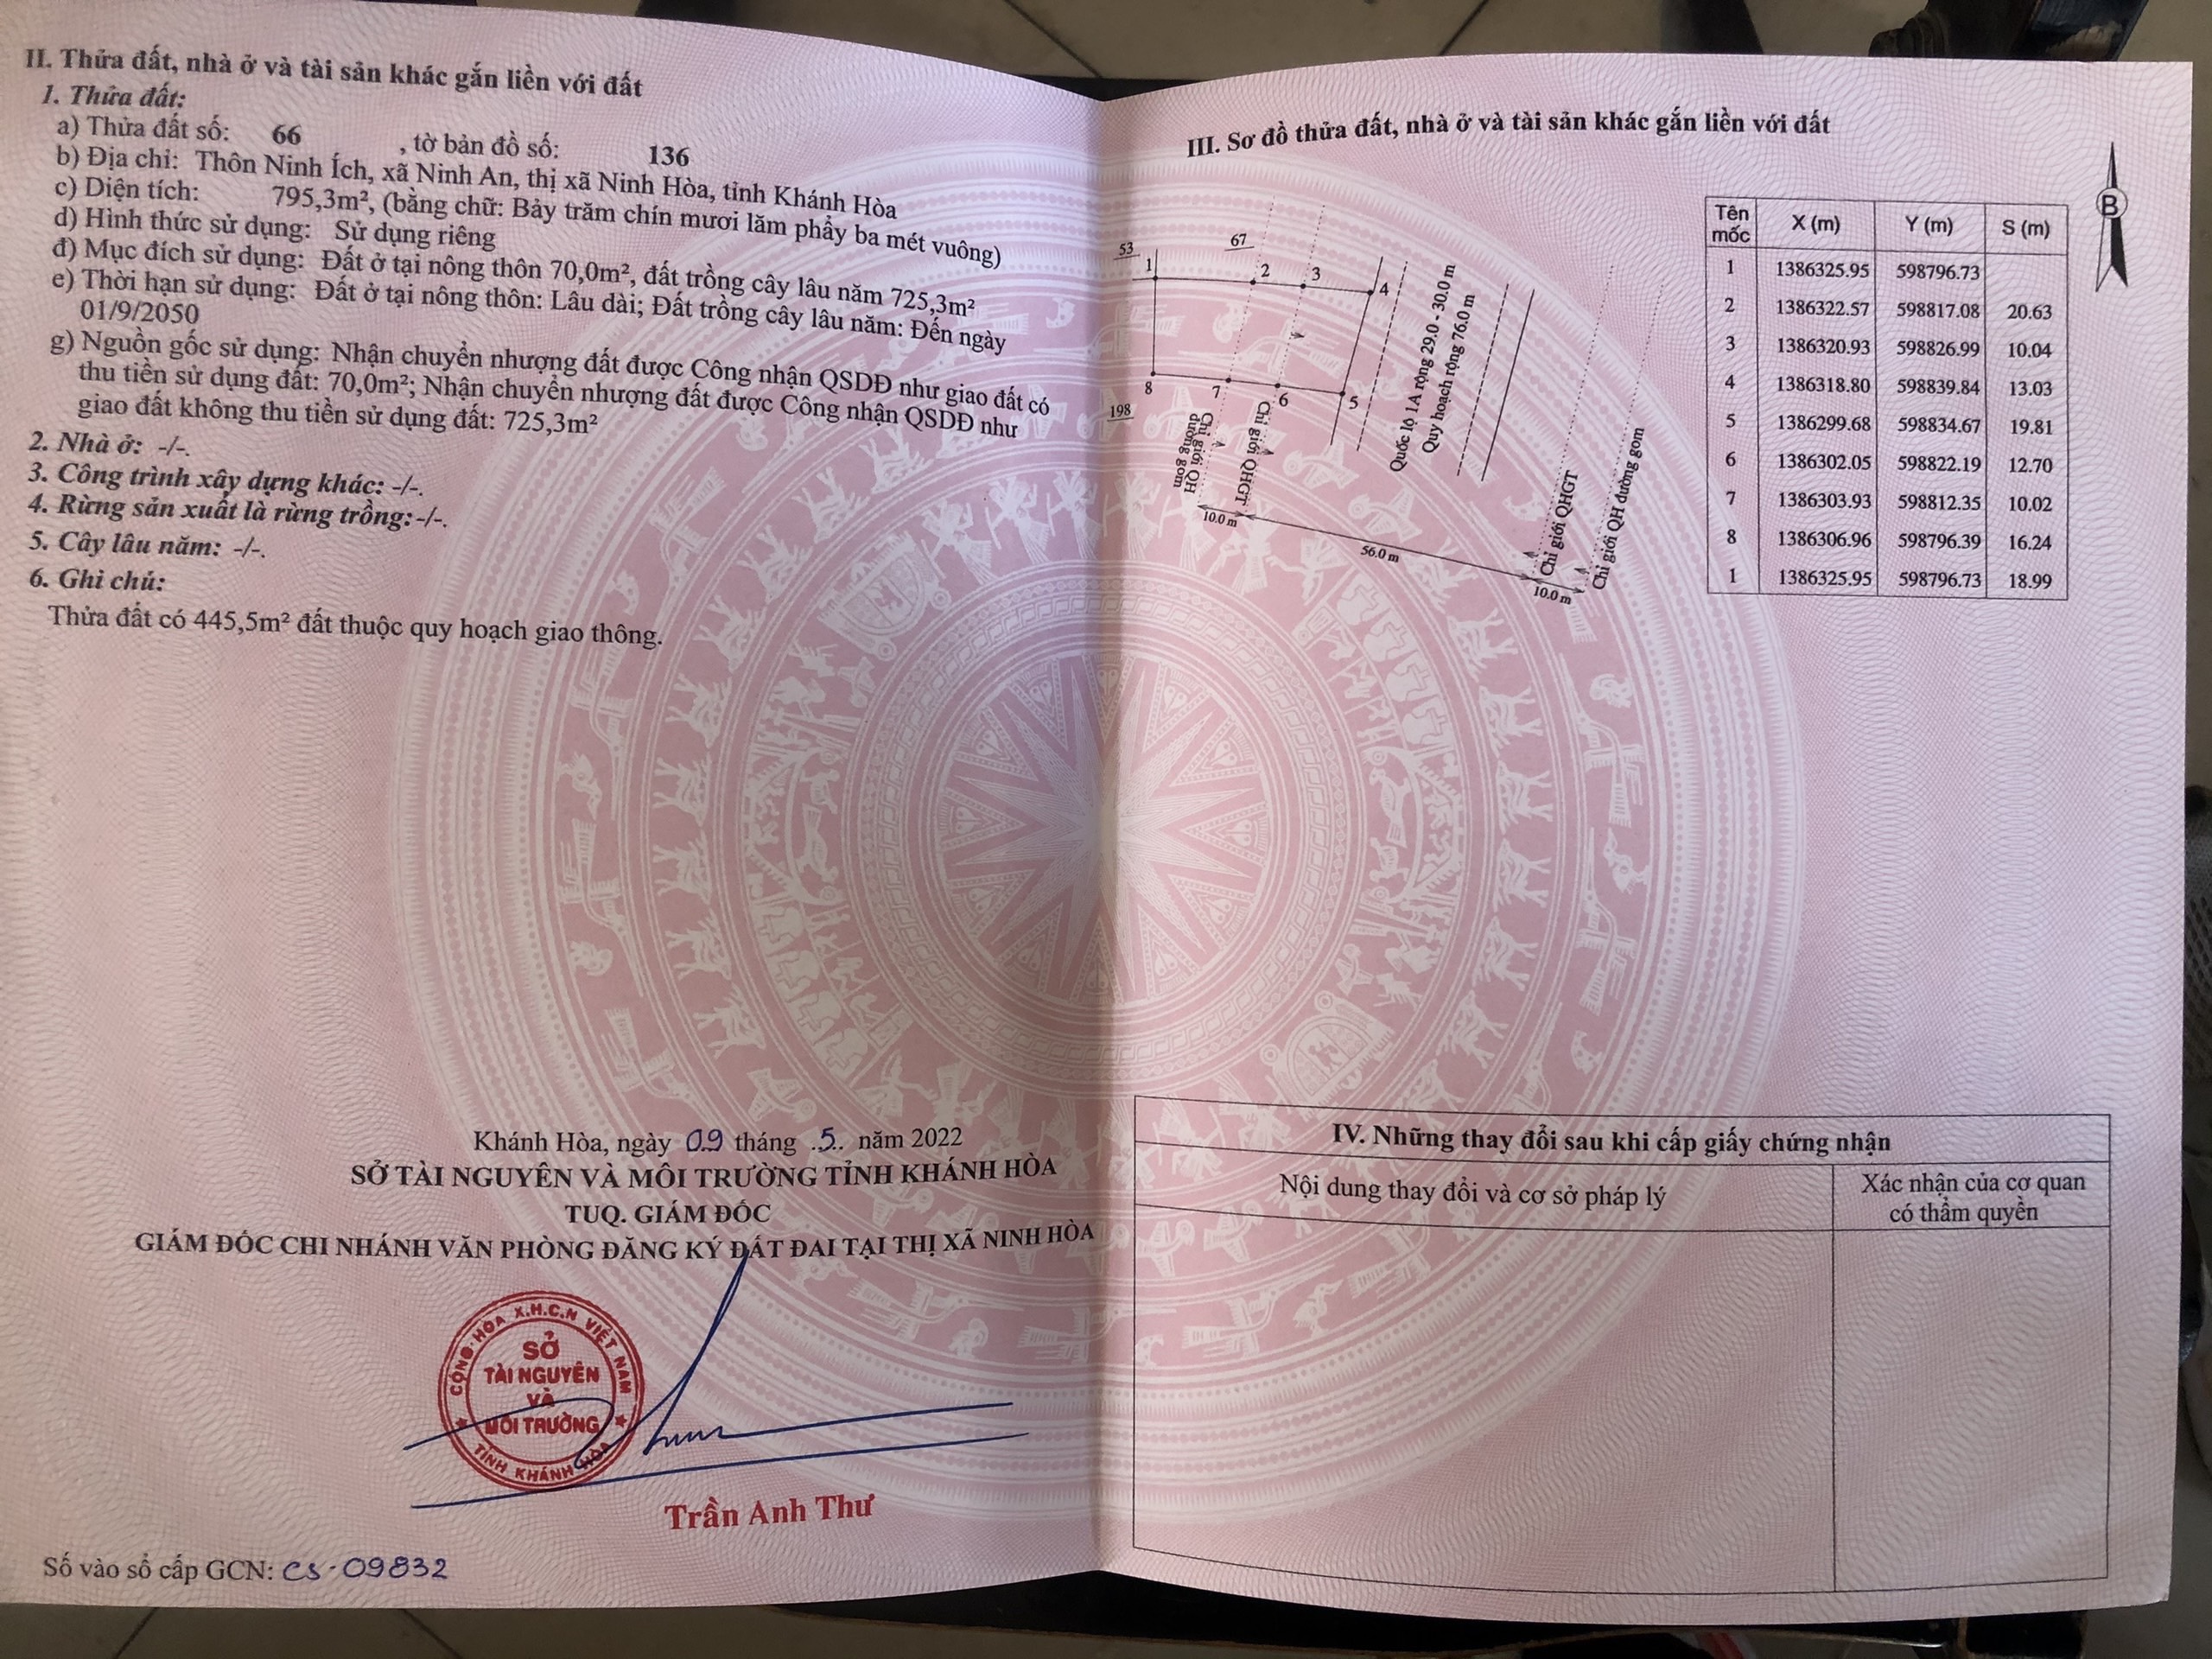 II. Thửa đất, nhà ở và tài sản khác gắn liền với đất
1. Thửa đất:
a) Thửa đất số: 66 , tờ bản đồ số: 136
b) Địa chỉ: Thôn Ninh Ích, xã Ninh An, thị xã Ninh Hòa, tỉnh Khánh Hòa
c) Diện tích: 795,3m², (bằng chữ: Bảy trăm chín mươi lăm phẩy ba mét vuông)
d) Hình thức sử dụng: Sử dụng riêng
đ) Mục đích sử dụng: Đất ở tại nông thôn 70,0m², đất trồng cây lâu năm 725,3m²
e) Thời hạn sử dụng: Đất ở tại nông thôn: Lâu dài; Đất trồng cây lâu năm: Đến ngày
01/9/2050
g) Nguồn gốc sử dụng: Nhận chuyển nhượng đất được Công nhận QSDĐ như giao đất có
thu tiền sử dụng đất: 70,0m²; Nhận chuyển nhượng đất được Công nhận QSDĐ như
giao đất không thu tiền sử dụng đất: 725,3m²
2. Nhà ở: -/-.
3. Công trình xây dựng khác: -/-.
4. Rừng sản xuất là rừng trồng: -/-.
5. Cây lâu năm: -/-.
6. Ghi chú:
Thửa đất có 445,5m² đất thuộc quy hoạch giao thông.
Khánh Hòa, ngày 09 tháng .5.. năm 2022
SỞ TÀI NGUYÊN VÀ MÔI TRƯỜNG TỈNH KHÁNH HÒA
TUQ. GIÁM ĐỐC
GIÁM ĐỐC CHI NHÁNH VĂN PHÒNG ĐĂNG KÝ ĐẤT ĐAI TẠI THỊ XÃ NINH HÒA
CỘNG HÒA X.H.C.N VIỆT NAM
SỞ
TÀI NGUYÊN
VÀ
MÔI TRƯỜNG
TỈNH KHÁNH HÒA
Trần Anh Thư
Số vào sổ cấp GCN: CS-09832
III. Sơ đồ thửa đất, nhà ở và tài sản khác gắn liền với đất
B
53
67
1
2
3
4
8
7
6
5
198
Quốc lộ 1A rộng 29.0 - 30.0 m
Quy hoạch rộng 76.0 m
Chỉ giới QH
đường gom
Chỉ giới QHGT
Chỉ giới QHGT
Chỉ giới QH đường gom
10.0 m
56.0 m
10.0 m
Tên mốc X (m) Y (m) S (m)
1 1386325.95 598796.73
2 1386322.57 598817.08 20.63
3 1386320.93 598826.99 10.04
4 1386318.80 598839.84 13.03
5 1386299.68 598834.67 19.81
6 1386302.05 598822.19 12.70
7 1386303.93 598812.35 10.02
8 1386306.96 598796.39 16.24
1 1386325.95 598796.73 18.99
IV. Những thay đổi sau khi cấp giấy chứng nhận
Nội dung thay đổi và cơ sở pháp lý
Xác nhận của cơ quan
có thẩm quyền